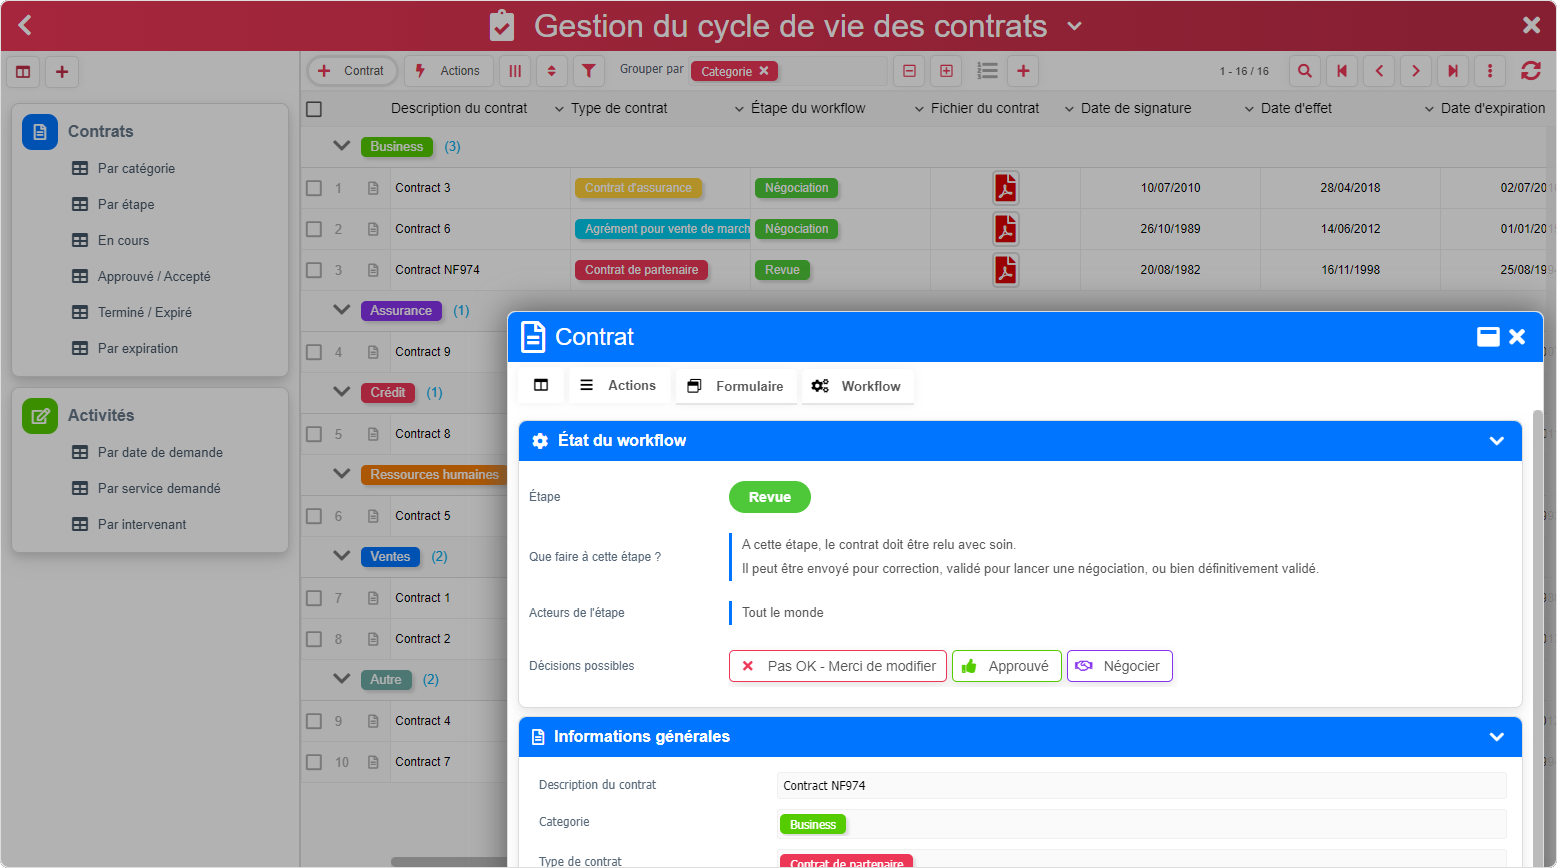 Gestion du cycle de vie des contrats
Contrat Actions Grouper par Categorie 1 - 16 / 16
Contrats
Par catégorie
Par étape
En cours
Approuvé / Accepté
Terminé / Expiré
Par expiration
Activités
Par date de demande
Par service demandé
Par intervenant
Description du contrat Type de contrat Étape du workflow Fichier du contrat Date de signature Date d'effet Date d'expiration
Business (3)
1 Contract 3 Contrat d'assurance Négociation 10/07/2010 28/04/2018 02/07/20
2 Contract 6 Agrément pour vente de march Négociation 26/10/1989 14/06/2012 01/01/20
3 Contract NF974 Contrat de partenaire Revue 20/08/1982 16/11/1998 25/08/19
Assurance (1)
4 Contract 9
Crédit (1)
5 Contract 8
Ressources humaines
6 Contract 5
Ventes (2)
7 Contract 1
8 Contract 2
Autre (2)
9 Contract 4
10 Contract 7
Contrat
Actions Formulaire Workflow
État du workflow
Étape Revue
Que faire à cette étape ?
A cette étape, le contrat doit être relu avec soin.
Il peut être envoyé pour correction, validé pour lancer une négociation, ou bien définitivement validé.
Acteurs de l'étape Tout le monde
Décisions possibles Pas OK - Merci de modifier Approuvé Négocier
Informations générales
Description du contrat Contract NF974
Categorie Business
Type de contrat Contrat de partenaire